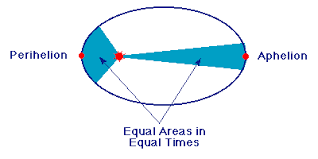 Perihelion
Aphelion
Equal Areas in
Equal Times